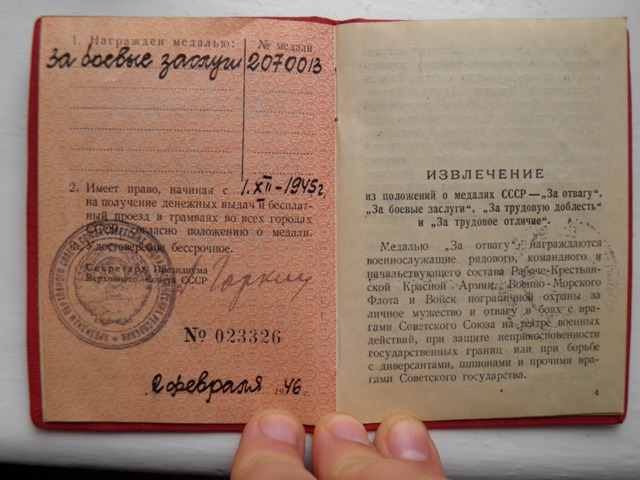 1. Награжден медалью:
№ медали
За боевые заслуги
2070013
2. Имеет право, начиная с 1.XII-1945г.
на получение денежных выдач и бесплат-
ный проезд в трамваях во всех городах
СССР, согласно положению о медали.
Удостоверение бессрочное.
Секретарь Президиума
Верховного Совета СССР
Горкин
№ 023326
2 февраля 1946 г.
ИЗВЛЕЧЕНИЕ
из положений о медалях СССР — „За отвагу“,
„За боевые заслуги“, „За трудовую доблесть“
и „За трудовое отличие“.
Медалью „За отвагу“ награждаются
военнослужащие рядового, командного и
начальствующего состава Рабоче-Крестьян-
ской Красной Армии, Военно-Морского
Флота и Войск пограничной охраны за
личное мужество и отвагу в боях с вра-
гами Советского Союза на театре военных
действий, при защите неприкосновенности
государственных границ или при борьбе
с диверсантами, шпионами и прочими вра-
гами Советского государства.
4